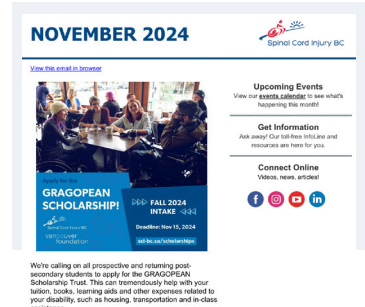 NOVEMBER 2024
Spinal Cord Injury BC
View this email in browser
Apply for the
GRAGOPEAN
SCHOLARSHIP!
Spinal Cord Injury BC
vancouver
foundation
FALL 2024
INTAKE
Deadline: Nov 15, 2024
sci-bc.ca/scholarships
Upcoming Events
View our events calendar to see what's
happening this month!
Get Information
Ask away! Our toll-free InfoLine and
resources are here for you.
Connect Online
Videos, news, articles!
We're calling on all prospective and returning post-
secondary students to apply for the GRAGOPEAN
Scholarship Trust. This can tremendously help with your
tuition, books, learning aids and other expenses related to
your disability, such as housing, transportation and in-class